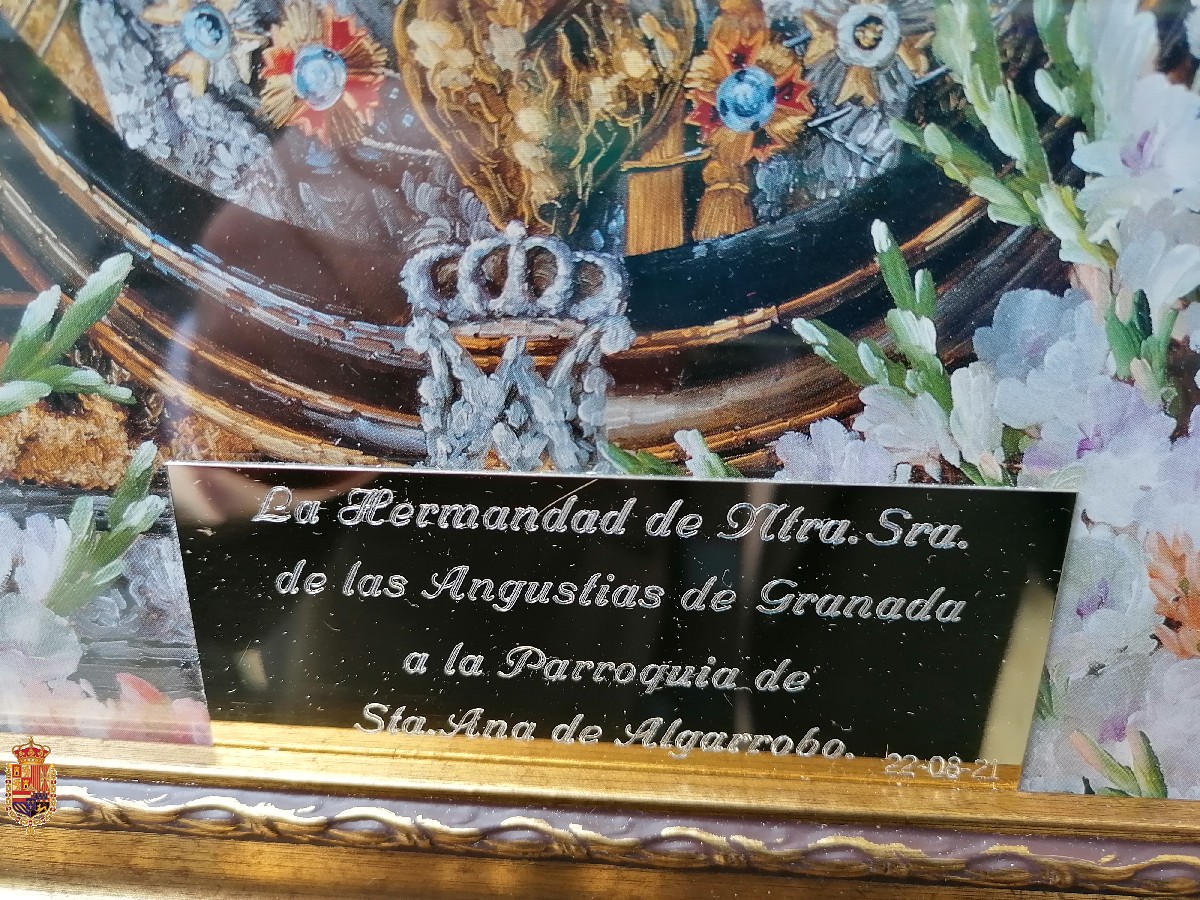 La Hermandad de Ntra. Sra.
de las Angustias de Granada
a la Parroquia de
Sta. Ana de Algarrobo.
22-08-21